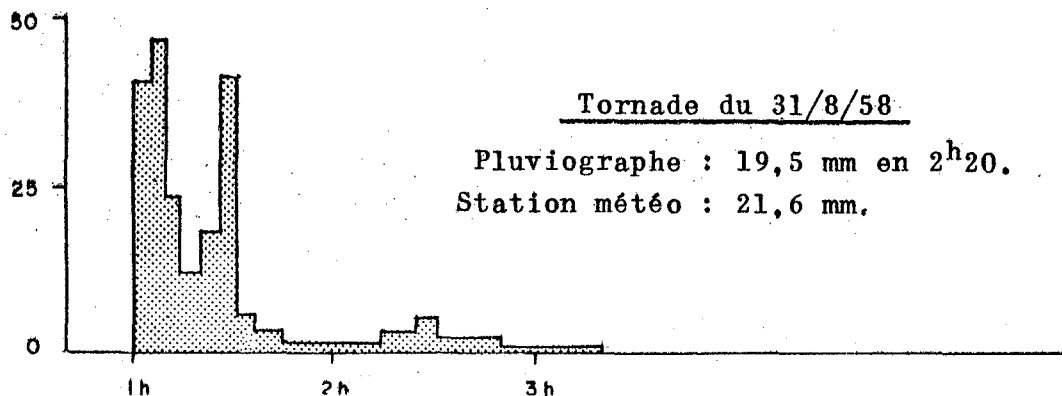 50
Tornade du 31/8/58
Pluviographe : 19,5 mm en 2h20.
25
Station météo : 21,6 mm.
0
1h 2h 3h